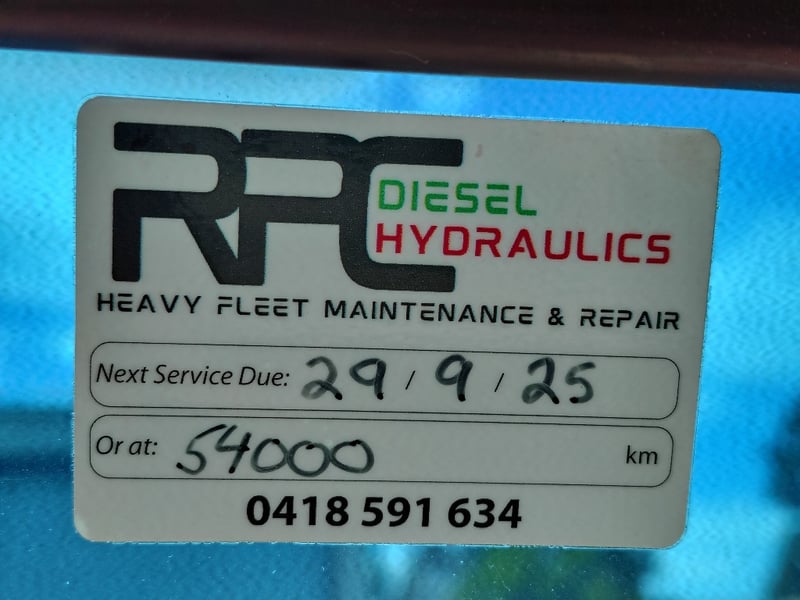 RPC
DIESEL
HYDRAULICS
HEAVY FLEET MAINTENANCE & REPAIR
Next Service Due: 29 / 9 / 25
Or at: 54000 km
0418 591 634